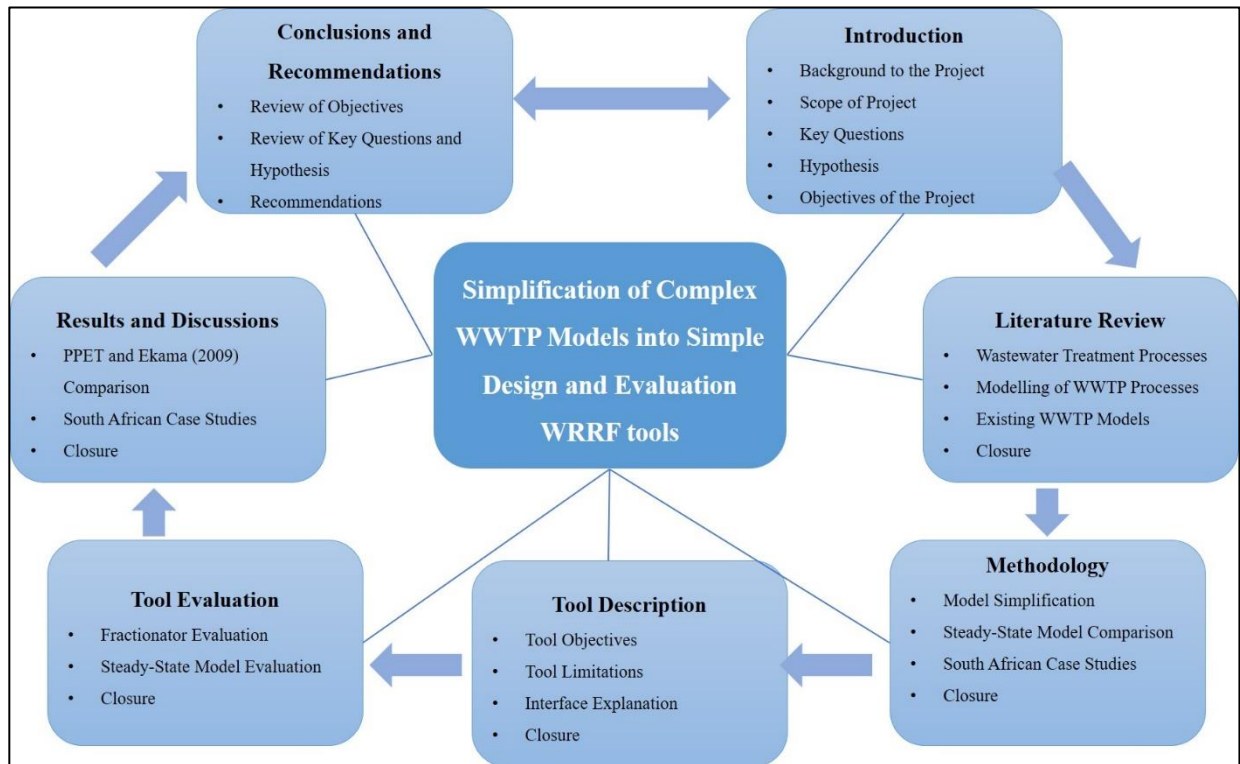 Conclusions and
Recommendations
• Review of Objectives
• Review of Key Questions and
Hypothesis
• Recommendations
Introduction
• Background to the Project
• Scope of Project
• Key Questions
• Hypothesis
• Objectives of the Project
Simplification of Complex
WWTP Models into Simple
Design and Evaluation
WRRF tools
Results and Discussions
• PPET and Ekama (2009)
Comparison
• South African Case Studies
• Closure
Literature Review
• Wastewater Treatment Processes
• Modelling of WWTP Processes
• Existing WWTP Models
• Closure
Tool Evaluation
• Fractionator Evaluation
• Steady-State Model Evaluation
• Closure
Tool Description
• Tool Objectives
• Tool Limitations
• Interface Explanation
• Closure
Methodology
• Model Simplification
• Steady-State Model Comparison
• South African Case Studies
• Closure